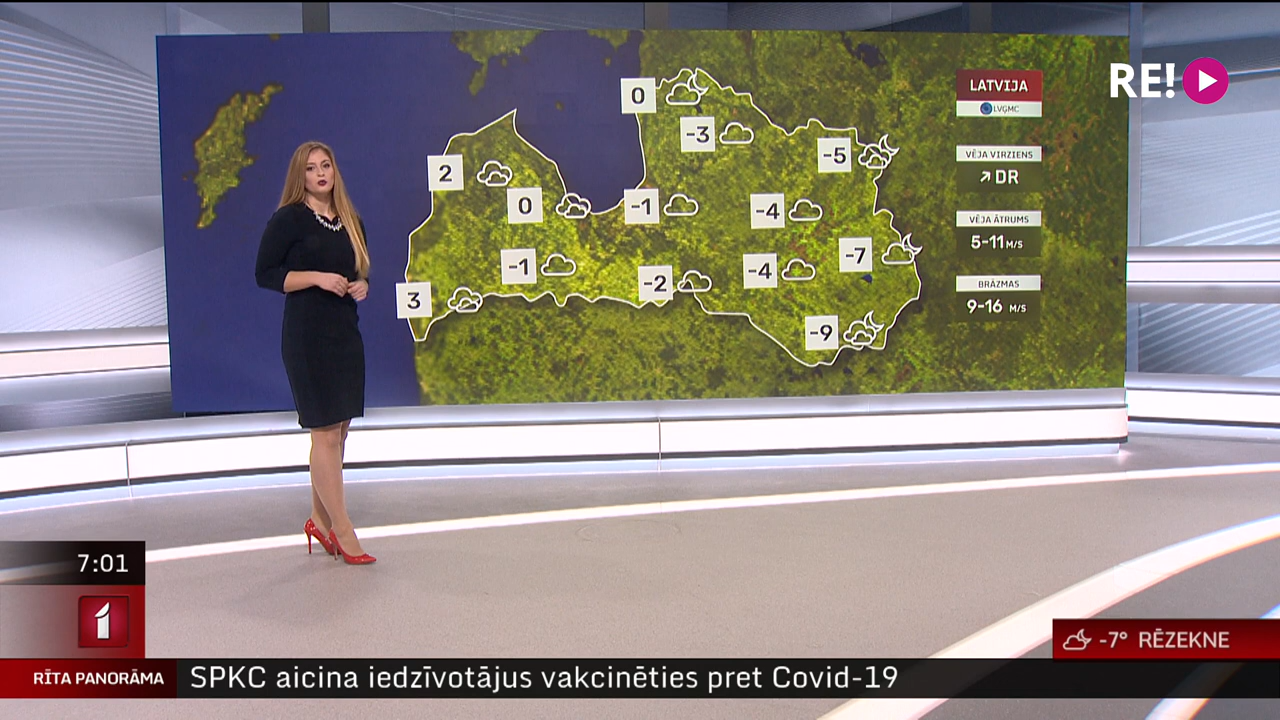 RE!
LATVIJA
LVĢMC
VĒJA VIRZIENS
↗ DR
VĒJA ĀTRUMS
5-11 M/S
BRĀZMAS
9-16 M/S
0
-3
-5
2
0
-1
-4
-1
-2
-4
-7
3
-9
7:01
1
-7° RĒZEKNE
RĪTA PANORĀMA
SPKC aicina iedzīvotājus vakcinēties pret Covid-19